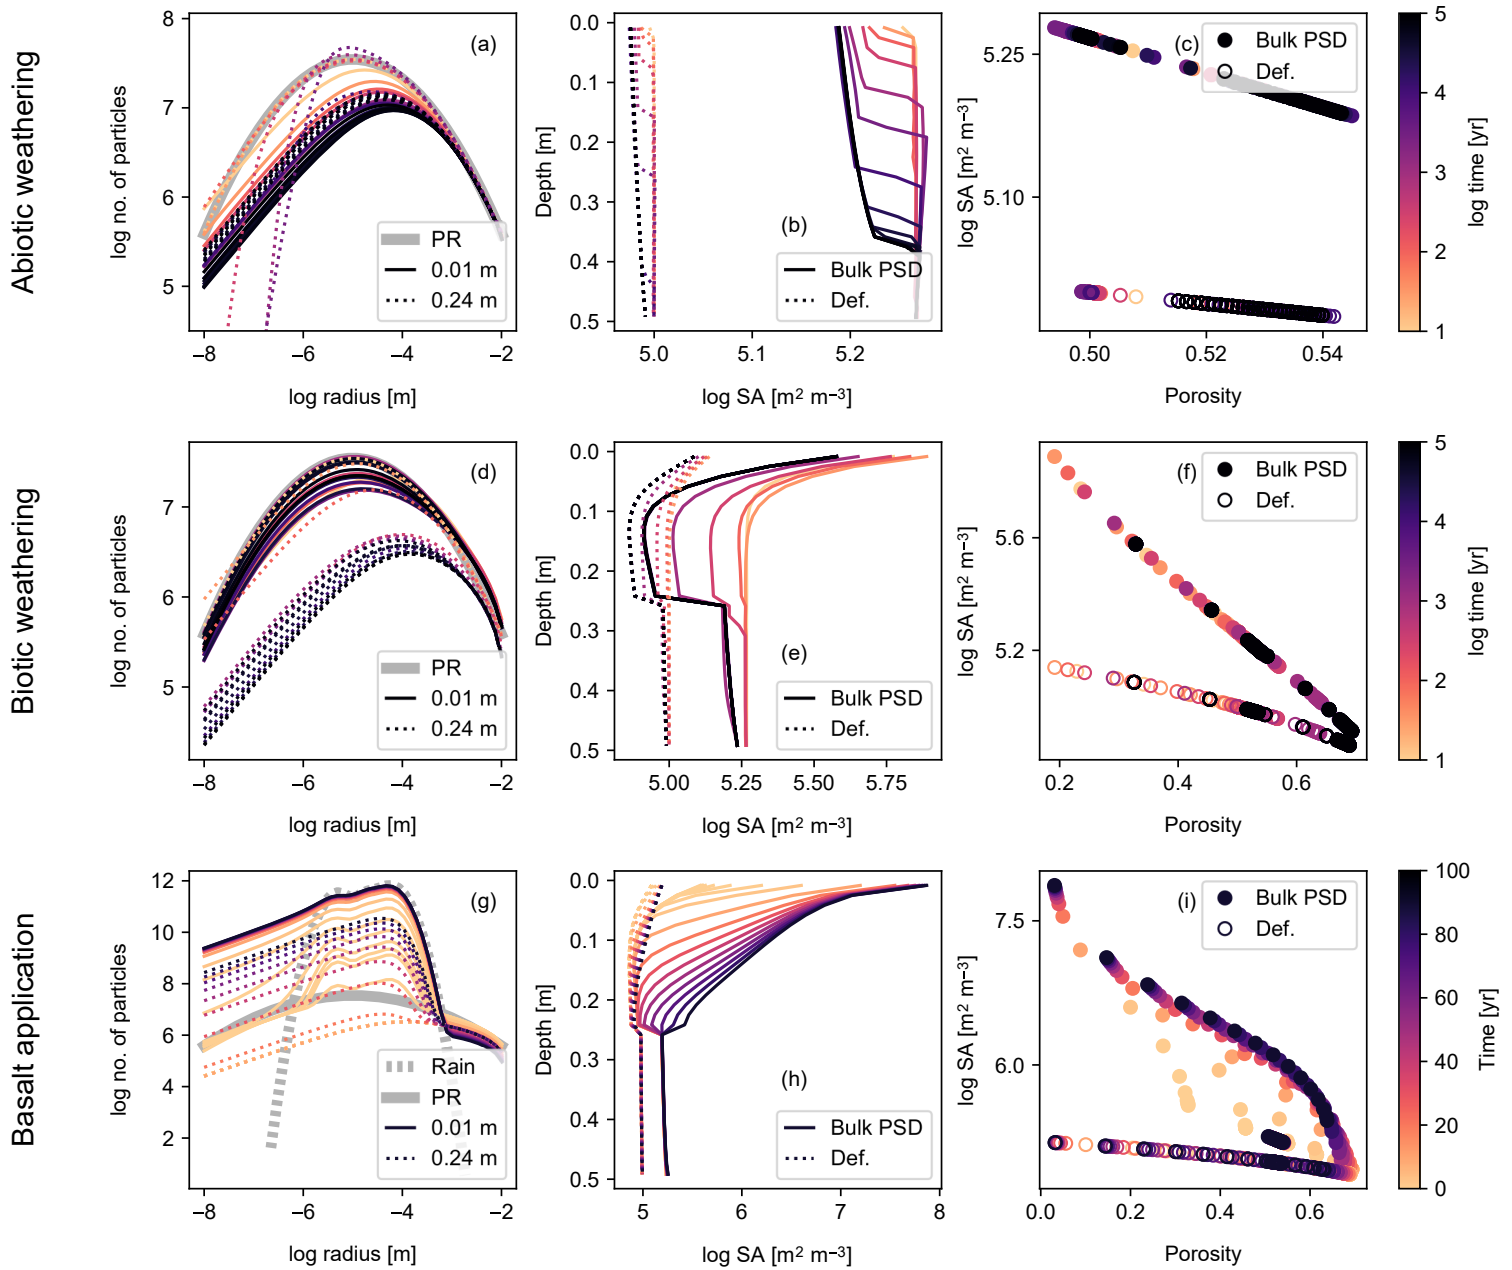 Abiotic weathering
8
7
6
5
log no. of particles
−8
−6
−4
−2
log radius [m]
(a)
PR
0.01 m
0.24 m
0.0
0.1
0.2
0.3
0.4
0.5
Depth [m]
5.0
5.1
5.2
log SA [m² m⁻³]
(b)
Bulk PSD
Def.
5.25
5.10
log SA [m² m⁻³]
0.50
0.52
0.54
Porosity
(c)
Bulk PSD
Def.
5
4
3
2
1
log time [yr]
Biotic weathering
7
6
5
log no. of particles
−8
−6
−4
−2
log radius [m]
(d)
PR
0.01 m
0.24 m
0.0
0.1
0.2
0.3
0.4
0.5
Depth [m]
5.00
5.25
5.50
5.75
log SA [m² m⁻³]
(e)
Bulk PSD
Def.
5.6
5.2
log SA [m² m⁻³]
0.2
0.4
0.6
Porosity
(f)
Bulk PSD
Def.
5
4
3
2
1
log time [yr]
Basalt application
12
10
8
6
4
2
log no. of particles
−8
−6
−4
−2
log radius [m]
(g)
Rain
PR
0.01 m
0.24 m
0.0
0.1
0.2
0.3
0.4
0.5
Depth [m]
5
6
7
8
log SA [m² m⁻³]
(h)
Bulk PSD
Def.
7.5
6.0
log SA [m² m⁻³]
0.0
0.2
0.4
0.6
Porosity
(i)
Bulk PSD
Def.
100
80
60
40
20
0
Time [yr]